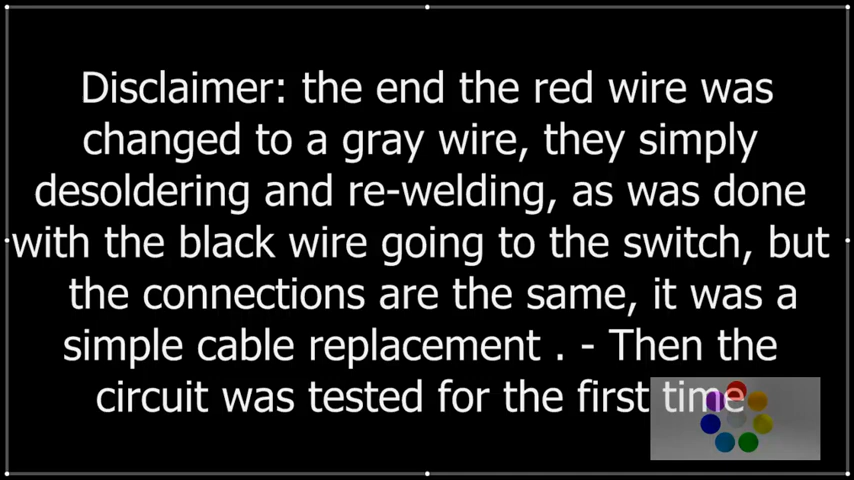 Disclaimer: the end the red wire was
changed to a gray wire, they simply
desoldering and re-welding, as was done
with the black wire going to the switch, but
the connections are the same, it was a
simple cable replacement . - Then the
circuit was tested for the first time